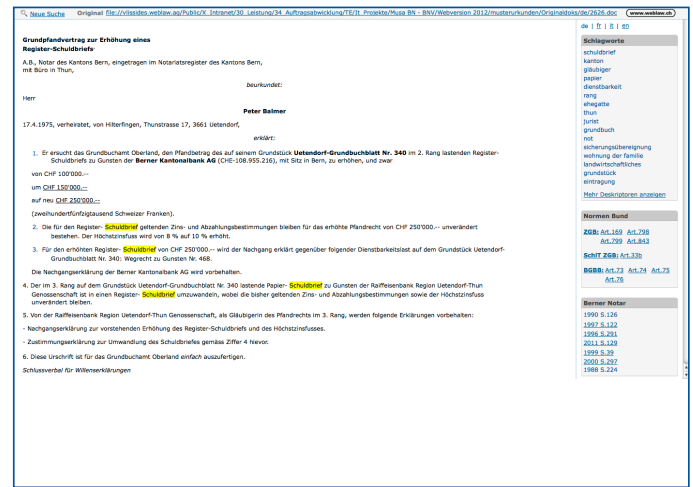 Neue Suche Original file://vlissides.weblaw.ag/Public/X_Intranet/30_Leistung/34_Auftragsabwicklung/TE/It_Projekte/Musa BN - BNV/Webversion 2012/musterurkunden/Originaldoks/de/2626.doc (www.weblaw.ch)
de | fr | it | en
Grundpfandvertrag zur Erhöhung eines
Register-Schuldbriefs
A.B., Notar des Kantons Bern, eingetragen im Notariatsregister des Kantons Bern,
mit Büro in Thun,
beurkundet:
Herr
Peter Balmer
17.4.1975, verheiratet, von Hilterfingen, Thunstrasse 17, 3661 Uetendorf,
erklärt:
1. Er ersucht das Grundbuchamt Oberland, den Pfandbetrag des auf seinem Grundstück Uetendorf-Grundbuchblatt Nr. 340 im 2. Rang lastenden Register-
Schuldbriefs zu Gunsten der Berner Kantonalbank AG (CHE-108.955.216), mit Sitz in Bern, zu erhöhen, und zwar
von CHF 100'000.--
um CHF 150'000.--
auf neu CHF 250'000.--
(zweihundertfünfzigtausend Schweizer Franken).
2. Die für den Register- Schuldbrief geltenden Zins- und Abzahlungsbestimmungen bleiben für das erhöhte Pfandrecht von CHF 250'000.-- unverändert
bestehen. Der Höchstzinsfuss wird von 8 % auf 10 % erhöht.
3. Für den erhöhten Register- Schuldbrief von CHF 250'000.-- wird der Nachgang erklärt gegenüber folgender Dienstbarkeitslast auf dem Grundstück Uetendorf-
Grundbuchblatt Nr. 340: Wegrecht zu Gunsten Nr. 468.
Die Nachgangserklärung der Berner Kantonalbank AG wird vorbehalten.
4. Der im 3. Rang auf dem Grundstück Uetendorf-Grundbuchblatt Nr. 340 lastende Papier- Schuldbrief zu Gunsten der Raiffeisenbank Region Uetendorf-Thun
Genossenschaft ist in einen Register- Schuldbrief umzuwandeln, wobei die bisher geltenden Zins- und Abzahlungsbestimmungen sowie der Höchstzinsfuss
unverändert bleiben.
5. Von der Raiffeisenbank Region Uetendorf-Thun Genossenschaft, als Gläubigerin des Pfandrechts im 3. Rang, werden folgende Erklärungen vorbehalten:
- Nachgangserklärung zur vorstehenden Erhöhung des Register-Schuldbriefs und des Höchstzinsfusses.
- Zustimmungserklärung zur Umwandlung des Schuldbriefes gemäss Ziffer 4 hievor.
6. Diese Urschrift ist für das Grundbuchamt Oberland einfach auszufertigen.
Schlussverbal für Willenserklärungen
Schlagworte
schuldbrief
kanton
gläubiger
papier
dienstbarkeit
rang
ehegatte
thun
jurist
grundbuch
not
sicherungsübereignung
wohnung der familie
landwirtschaftliches
grundstück
eintragung
Mehr Deskriptoren anzeigen
Normen Bund
ZGB: Art.169 Art.798
Art.799 Art.843
SchlT ZGB: Art.33b
BGBB: Art.73 Art.74 Art.75
Art.76
Berner Notar
1990 S.126
1997 S.122
1996 S.291
2011 S.129
1999 S.39
2000 S.297
1988 S.224